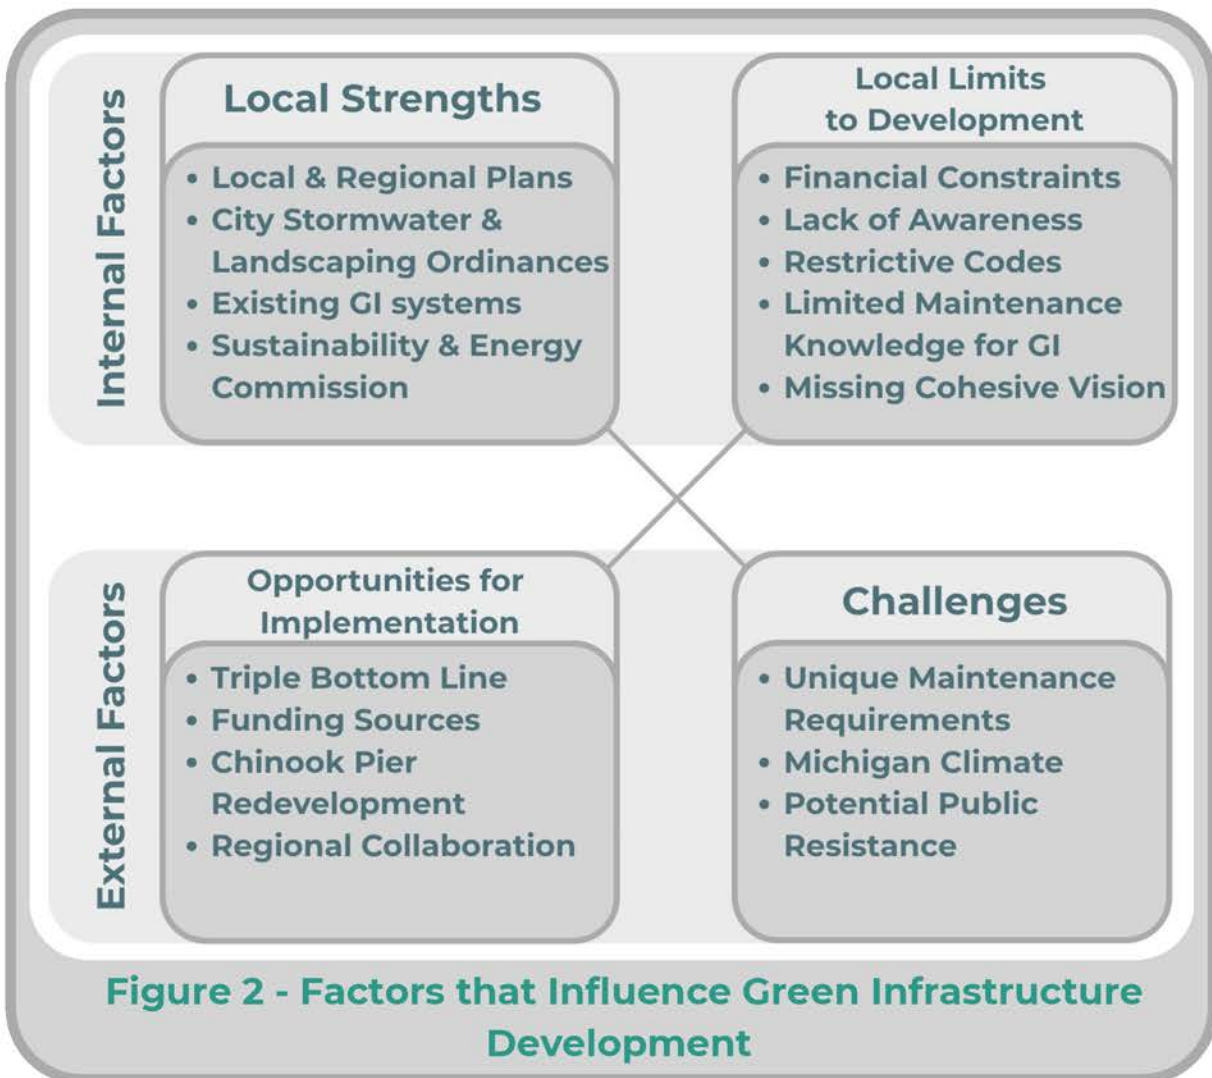 Internal Factors
Local Strengths
• Local & Regional Plans
• City Stormwater &
Landscaping Ordinances
• Existing GI systems
• Sustainability & Energy
Commission
Local Limits
to Development
• Financial Constraints
• Lack of Awareness
• Restrictive Codes
• Limited Maintenance
Knowledge for GI
• Missing Cohesive Vision
External Factors
Opportunities for
Implementation
• Triple Bottom Line
• Funding Sources
• Chinook Pier
Redevelopment
• Regional Collaboration
Challenges
• Unique Maintenance
Requirements
• Michigan Climate
• Potential Public
Resistance
Figure 2 - Factors that Influence Green Infrastructure
Development